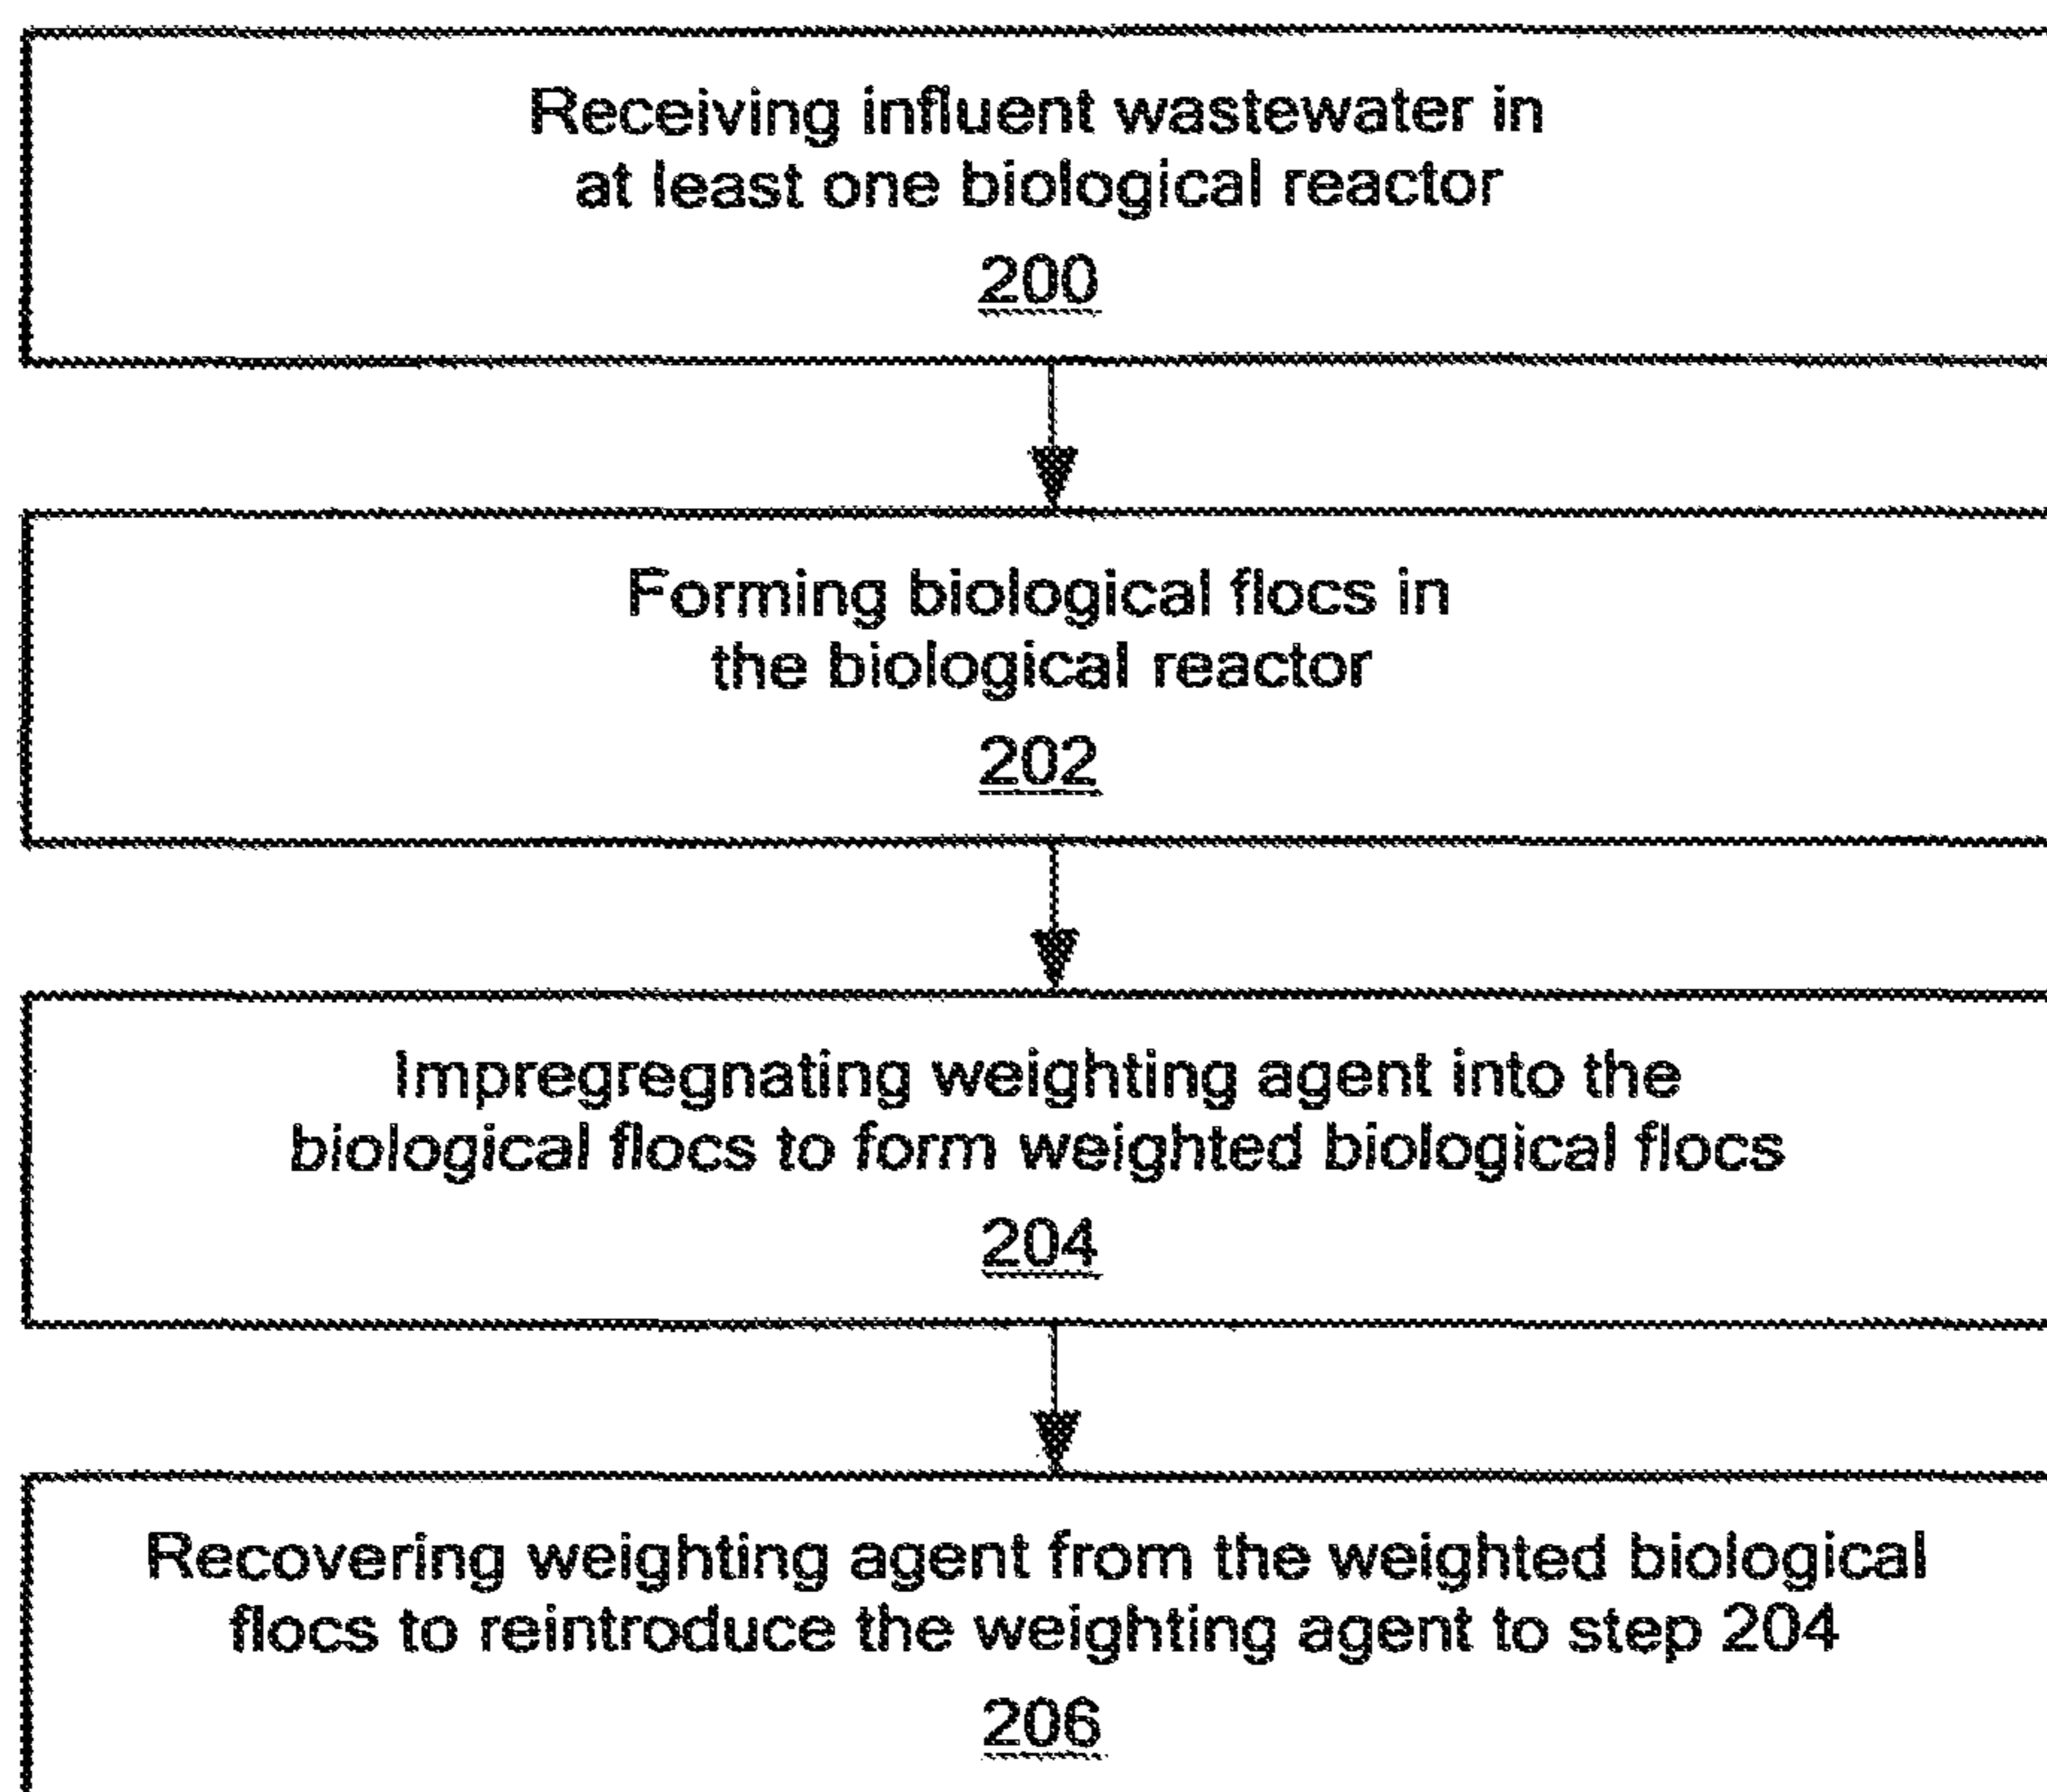 Receiving influent wastewater in
at least one biological reactor
200
Forming biological flocs in
the biological reactor
202
Impregregnating weighting agent into the
biological flocs to form weighted biological flocs
204
Recovering weighting agent from the weighted biological
flocs to reintroduce the weighting agent to step 204
206